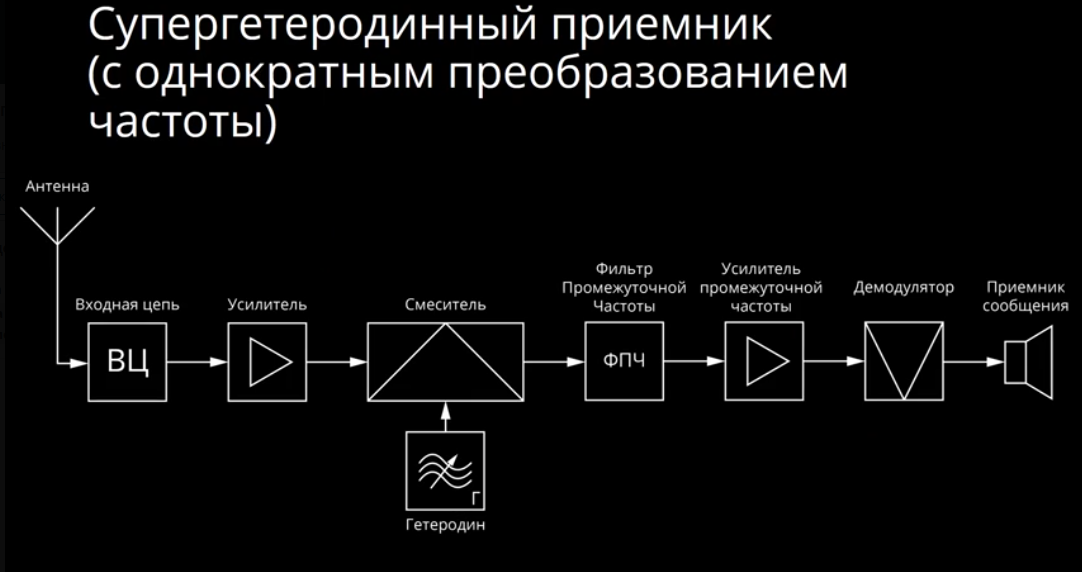 Супергетеродинный приемник
(с однократным преобразованием
частоты)
Антенна
Входная цепь
Усилитель
Смеситель
Фильтр
Промежуточной
Частоты
Усилитель
промежуточной
частоты
Демодулятор
Приемник
сообщения
ВЦ
ФПЧ
Г
Гетеродин